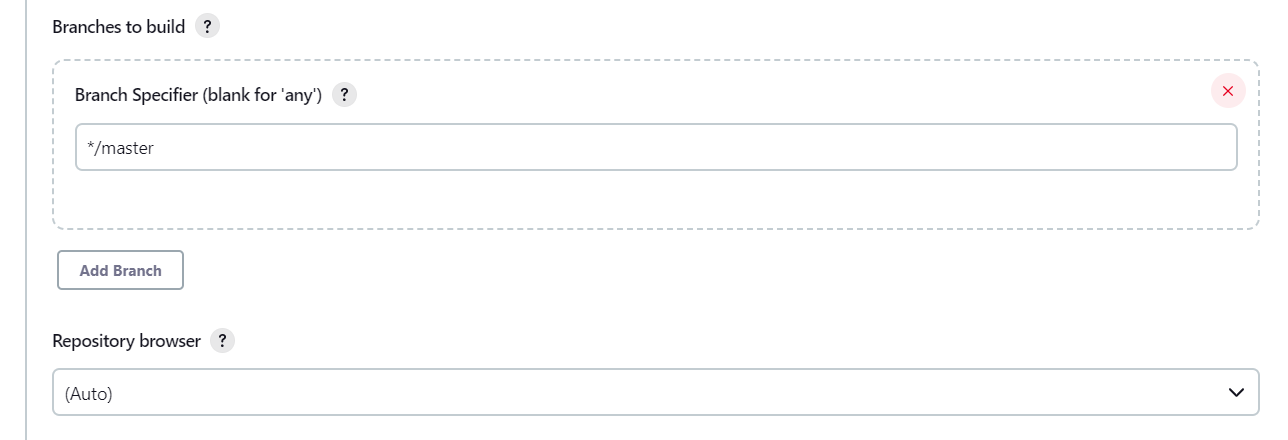 Branches to build ?
Branch Specifier (blank for 'any') ?
*/master
Add Branch
Repository browser ?
(Auto)